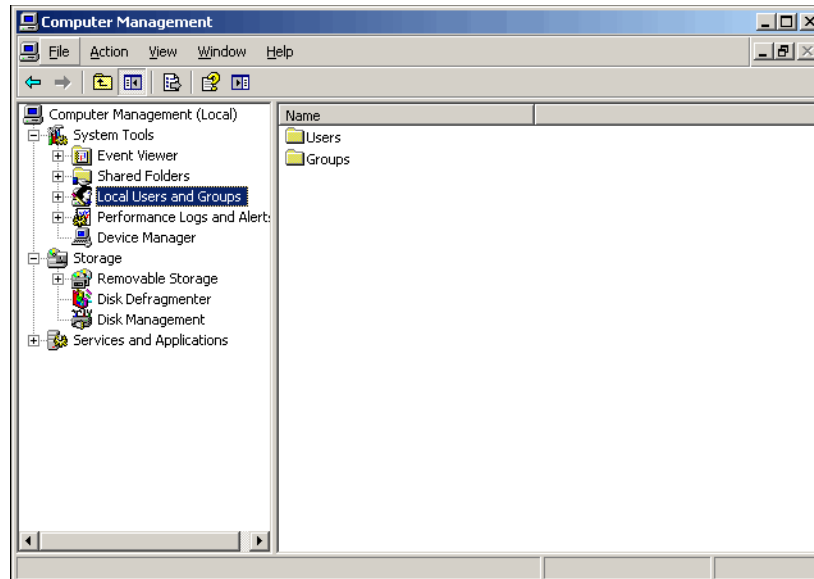 Computer Management
File Action View Window Help
Computer Management (Local)
System Tools
Event Viewer
Shared Folders
Local Users and Groups
Performance Logs and Alert
Device Manager
Storage
Removable Storage
Disk Defragmenter
Disk Management
Services and Applications
Name
Users
Groups